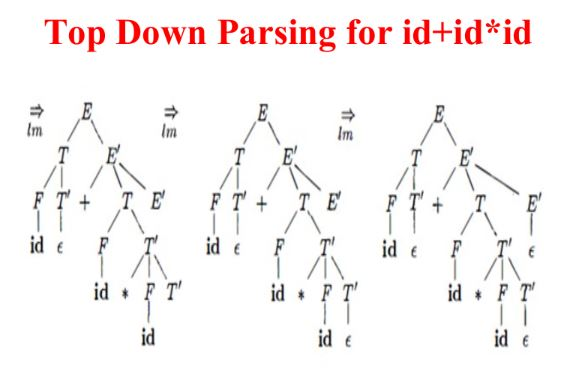 Top Down Parsing for id+id*id
⇒ E ⇒ E ⇒ E
lm lm lm
T E' T E' T E'
F T' + T E' F T' + T E' F T' + T E'
id ϵ F T' id ϵ F T' id ϵ F T' ϵ
id * F T' id * F T' id * F T'
id id ϵ id ϵ